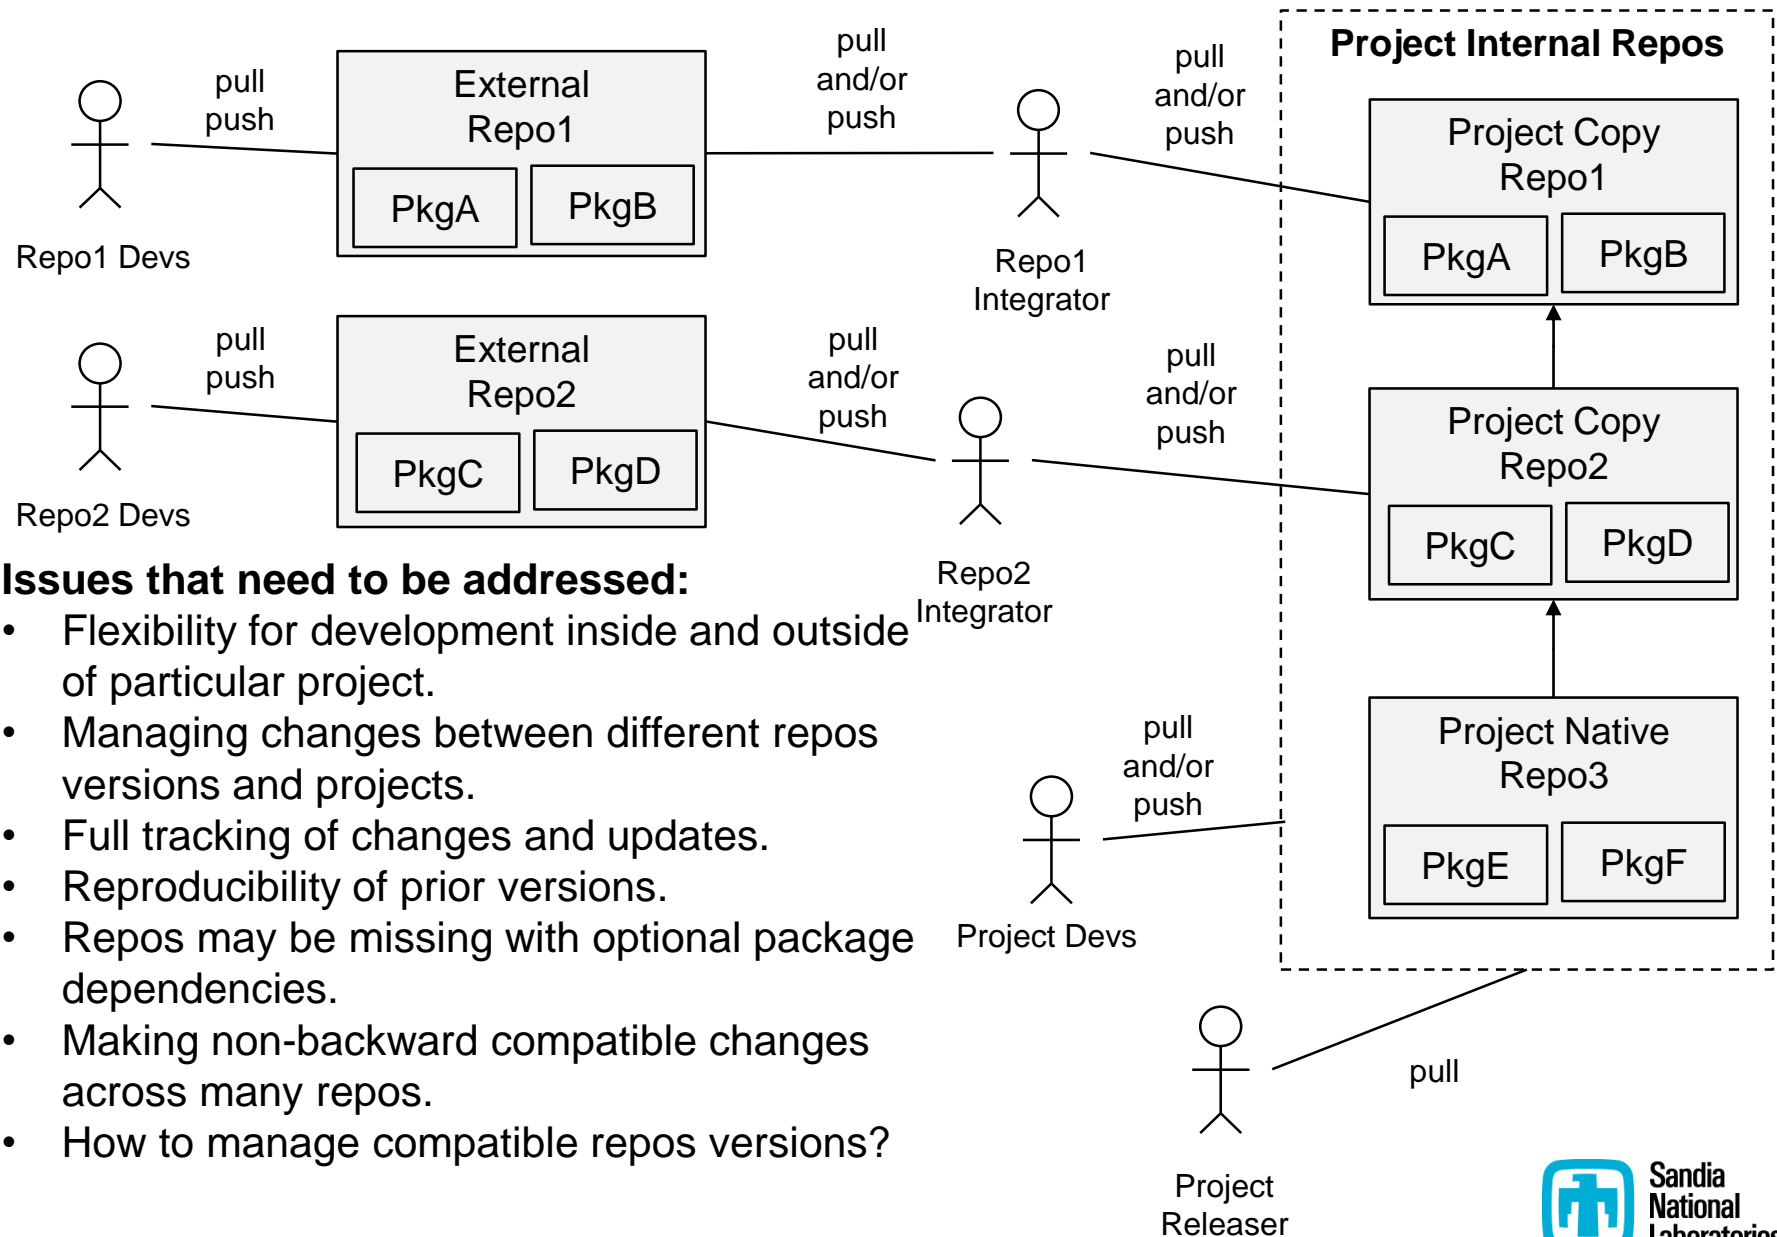 pull
push
External
Repo1
PkgA
PkgB
Repo1 Devs
pull
and/or
push
Repo1
Integrator
pull
and/or
push
Project Internal Repos
Project Copy
Repo1
PkgA
PkgB
pull
push
External
Repo2
PkgC
PkgD
Repo2 Devs
pull
and/or
push
Repo2
Integrator
pull
and/or
push
Project Copy
Repo2
PkgC
PkgD
Issues that need to be addressed:
• Flexibility for development inside and outside
of particular project.
• Managing changes between different repos
versions and projects.
• Full tracking of changes and updates.
• Reproducibility of prior versions.
• Repos may be missing with optional package
dependencies.
• Making non-backward compatible changes
across many repos.
• How to manage compatible repos versions?
pull
and/or
push
Project Devs
Project Native
Repo3
PkgE
PkgF
pull
Project
Releaser
Sandia
National
Laboratories